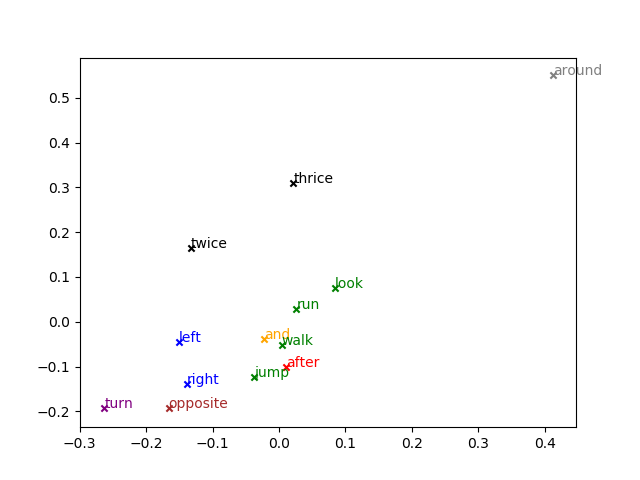 around
0.5
0.4
0.3
thrice
0.2
twice
0.1
look
run
0.0
left
and
walk
−0.1
after
jump
right
−0.2
turn
opposite
−0.3 −0.2 −0.1 0.0 0.1 0.2 0.3 0.4